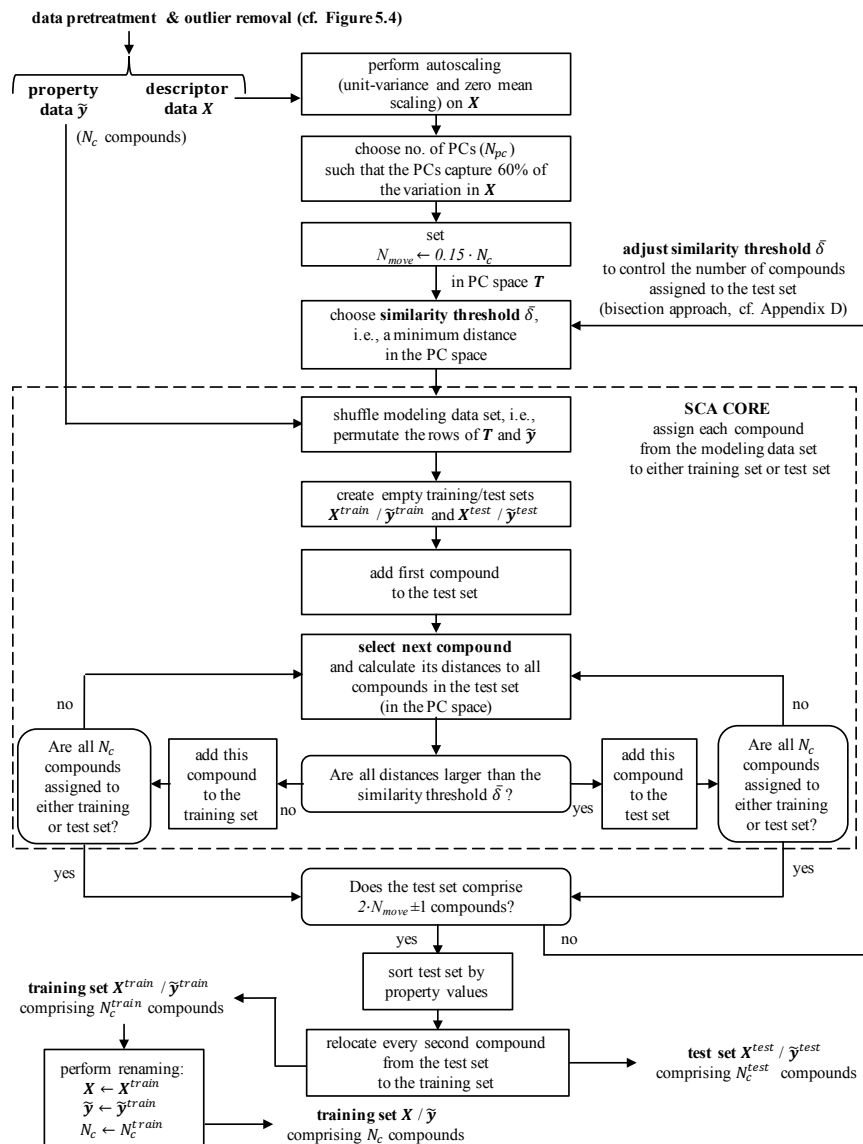 data pretreatment & outlier removal (cf. Figure 5.4)
property
data ỹ
descriptor
data X
(N_c compounds)
perform autoscaling
(unit-variance and zero mean
scaling) on X
choose no. of PCs (N_pc)
such that the PCs capture 60% of
the variation in X
set
N_move ← 0.15 · N_c
in PC space T
choose similarity threshold δ̄,
i.e., a minimum distance
in the PC space
adjust similarity threshold δ̄
to control the number of compounds
assigned to the test set
(bisection approach, cf. Appendix D)
shuffle modeling data set, i.e.,
permutate the rows of T and ỹ
SCA CORE
assign each compound
from the modeling data set
to either training set or test set
create empty training/test sets
X^train / ỹ^train and X^test / ỹ^test
add first compound
to the test set
select next compound
and calculate its distances to all
compounds in the test set
(in the PC space)
no
no
Are all N_c
compounds
assigned to
either training
or test set?
add this
compound
to the
training set
no
Are all distances larger than the
similarity threshold δ̄ ?
yes
add this
compound
to the
test set
Are all N_c
compounds
assigned to
either training
or test set?
yes
yes
Does the test set comprise
2·N_move ±1 compounds?
yes
no
sort test set by
property values
training set X^train / ỹ^train
comprising N_c^train compounds
relocate every second compound
from the test set
to the training set
test set X^test / ỹ^test
comprising N_c^test compounds
perform renaming:
X ← X^train
ỹ ← ỹ^train
N_c ← N_c^train
training set X / ỹ
comprising N_c compounds